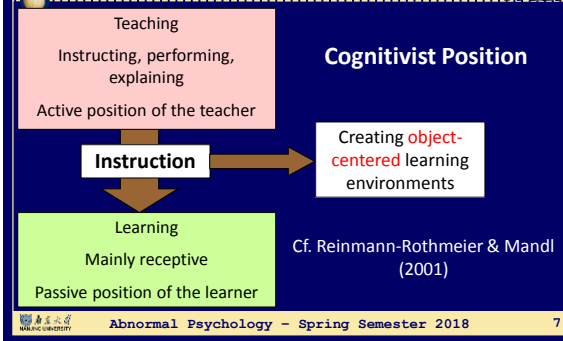 Teaching
Instructing, performing,
explaining
Active position of the teacher
Cognitivist Position
Instruction
Creating object-
centered learning
environments
Learning
Mainly receptive
Passive position of the learner
Cf. Reinmann-Rothmeier & Mandl
(2001)
NANJING UNIVERSITY
Abnormal Psychology – Spring Semester 2018
7